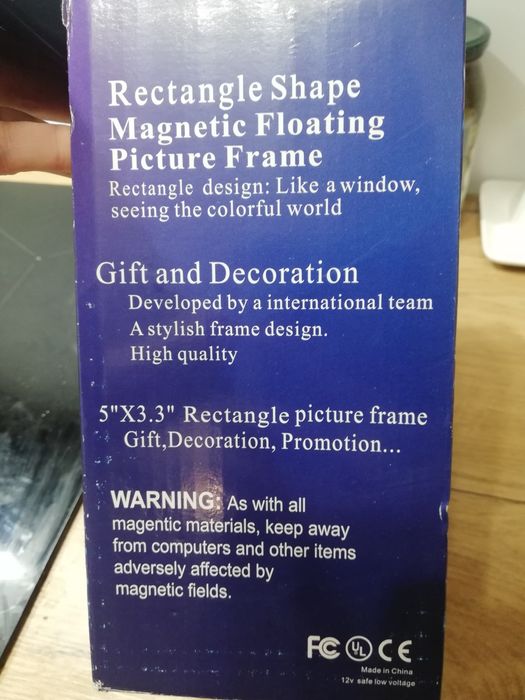 Rectangle Shape
Magnetic Floating
Picture Frame
Rectangle design: Like a window,
seeing the colorful world
Gift and Decoration
Developed by a international team
A stylish frame design.
High quality
5"X3.3" Rectangle picture frame
Gift,Decoration, Promotion...
WARNING: As with all
magentic materials, keep away
from computers and other items
adversely affected by
magnetic fields.
FC UL CE
Made in China
12v safe low voltage